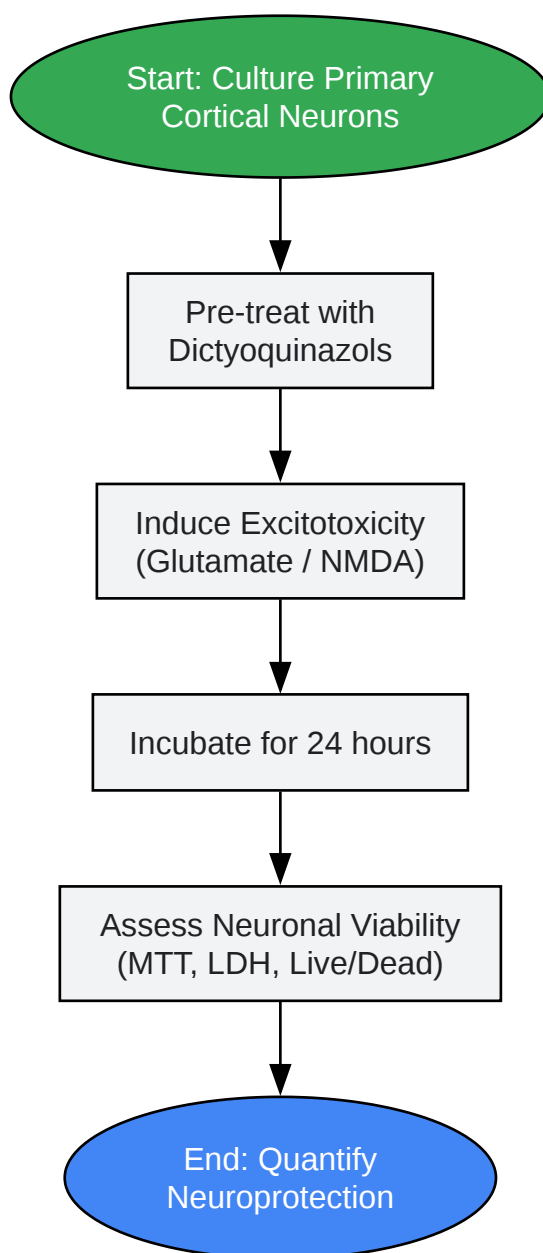 Start: Culture Primary
Cortical Neurons
Pre-treat with
Dictyoquinazols
Induce Excitotoxicity
(Glutamate / NMDA)
Incubate for 24 hours
Assess Neuronal Viability
(MTT, LDH, Live/Dead)
End: Quantify
Neuroprotection